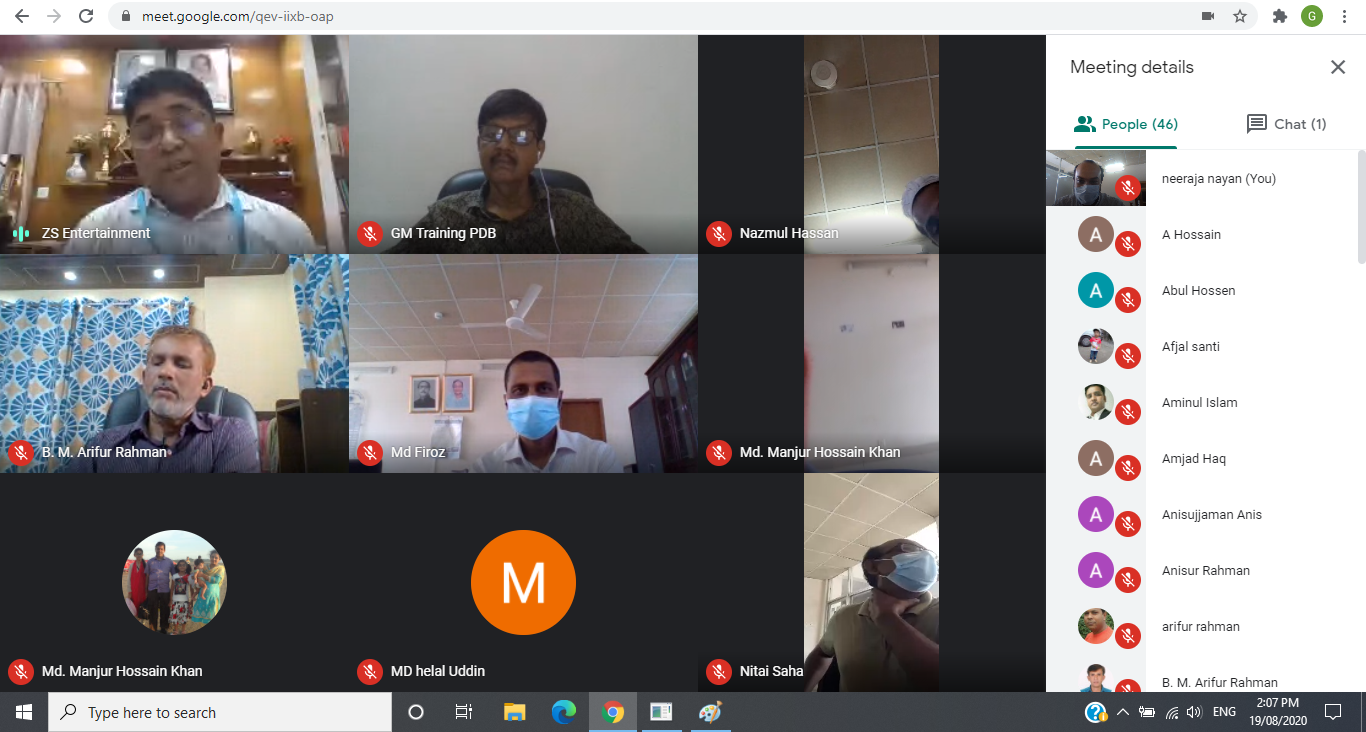 meet.google.com/qev-iixb-oap
G
ZS Entertainment
GM Training PDB
Nazmul Hassan
B. M. Arifur Rahman
Md Firoz
Md. Manjur Hossain Khan
Md. Manjur Hossain Khan
M
MD helal Uddin
Nitai Saha
Meeting details
People (46)
Chat (1)
neeraja nayan (You)
A
A Hossain
A
Abul Hossen
Afjal santi
Aminul Islam
A
Amjad Haq
A
Anisujjaman Anis
A
Anisur Rahman
arifur rahman
B. M. Arifur Rahman
Type here to search
ENG
2:07 PM
19/08/2020